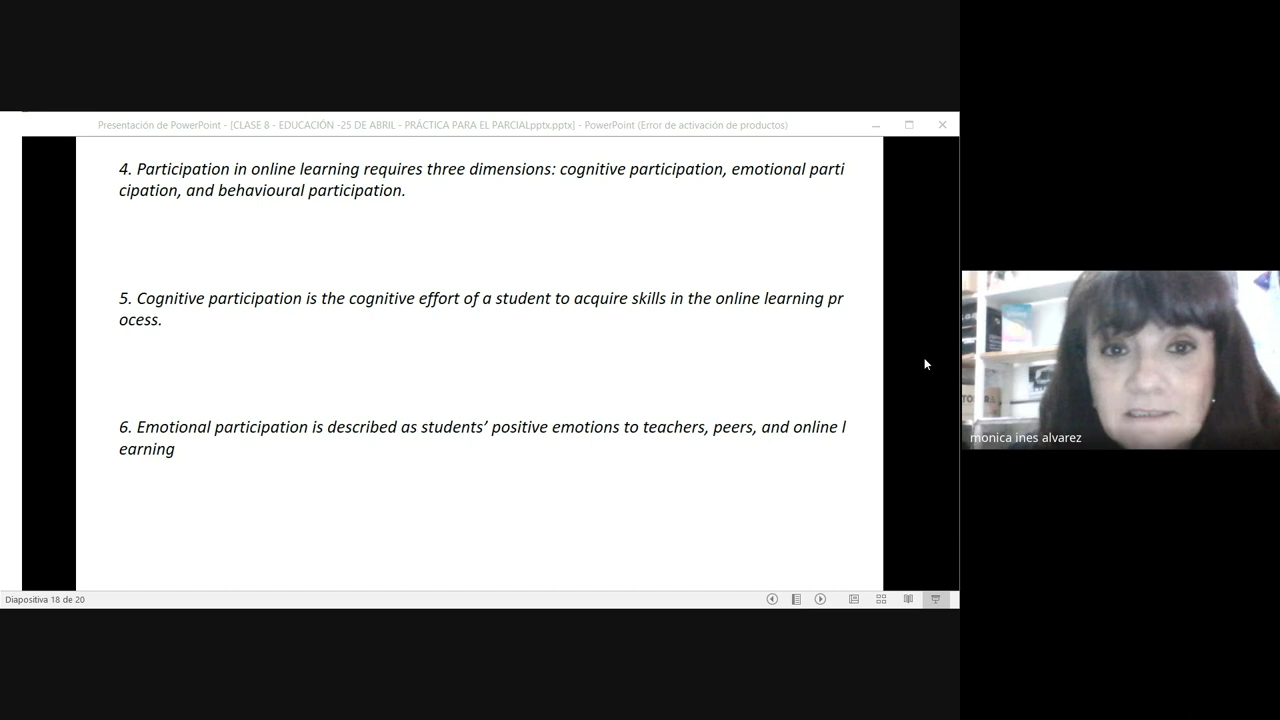 Presentación de PowerPoint - [CLASE 8 - EDUCACIÓN -25 DE ABRIL - PRÁCTICA PARA EL PARCIALpptx.pptx] - PowerPoint (Error de activación de productos)
4. Participation in online learning requires three dimensions: cognitive participation, emotional parti
cipation, and behavioural participation.
5. Cognitive participation is the cognitive effort of a student to acquire skills in the online learning pr
ocess.
6. Emotional participation is described as students’ positive emotions to teachers, peers, and online l
earning
monica ines alvarez
Diapositiva 18 de 20